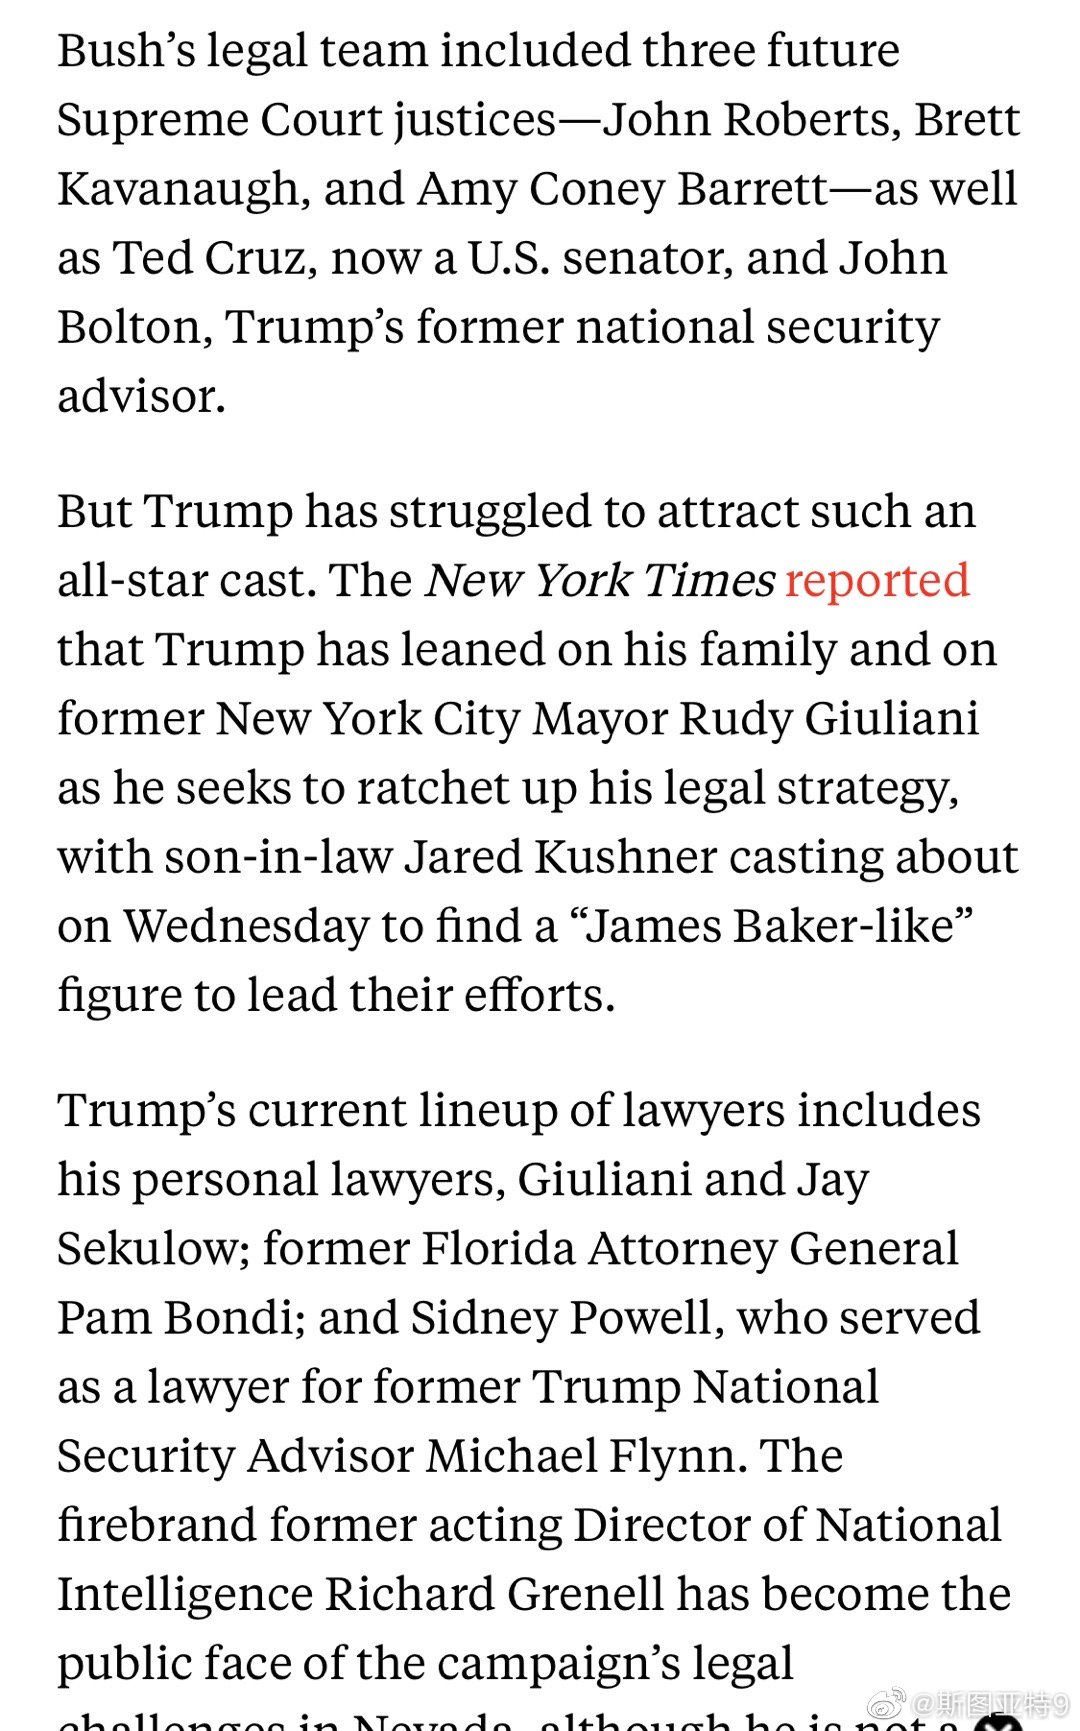 Bush’s legal team included three future
Supreme Court justices—John Roberts, Brett
Kavanaugh, and Amy Coney Barrett—as well
as Ted Cruz, now a U.S. senator, and John
Bolton, Trump’s former national security
advisor.
But Trump has struggled to attract such an
all-star cast. The New York Times reported
that Trump has leaned on his family and on
former New York City Mayor Rudy Giuliani
as he seeks to ratchet up his legal strategy,
with son-in-law Jared Kushner casting about
on Wednesday to find a “James Baker-like”
figure to lead their efforts.
Trump’s current lineup of lawyers includes
his personal lawyers, Giuliani and Jay
Sekulow; former Florida Attorney General
Pam Bondi; and Sidney Powell, who served
as a lawyer for former Trump National
Security Advisor Michael Flynn. The
firebrand former acting Director of National
Intelligence Richard Grenell has become the
public face of the campaign’s legal
challenges in Nevada, although he is not a
@斯图亚特9